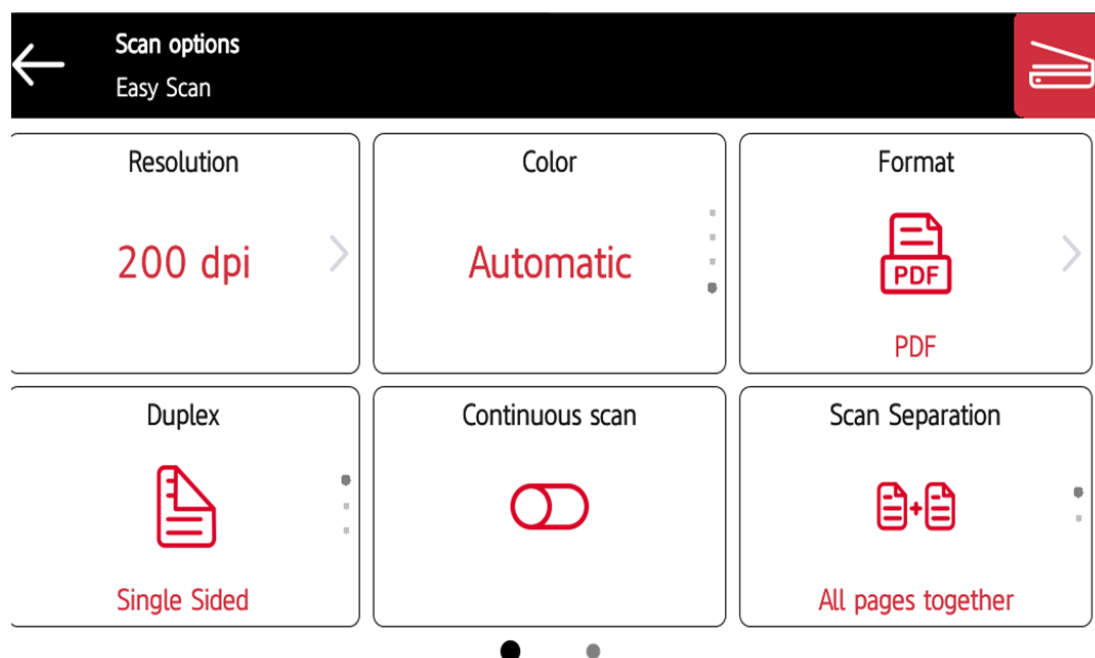 Scan options
Easy Scan
Resolution
200 dpi
Color
Automatic
Format
PDF
PDF
Duplex
Single Sided
Continuous scan
Scan Separation
All pages together